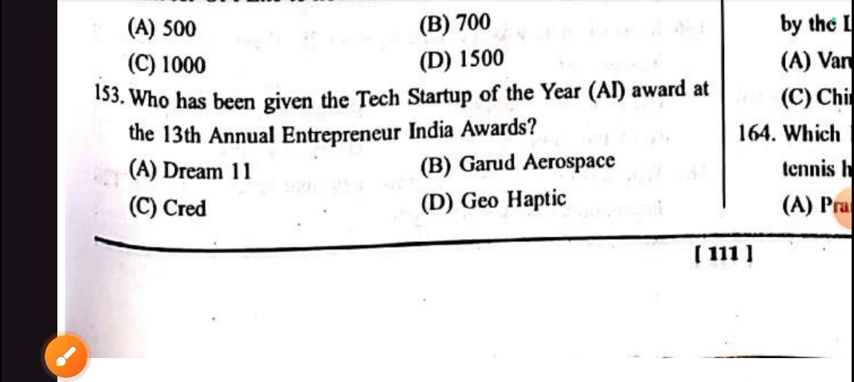 (A) 500 (B) 700
(C) 1000 (D) 1500
153. Who has been given the Tech Startup of the Year (AI) award at
the 13th Annual Entrepreneur India Awards?
(A) Dream 11 (B) Garud Aerospace
(C) Cred (D) Geo Haptic
[ 111 ]
by the
(A)
(C)
164. Which
tennis
(A)